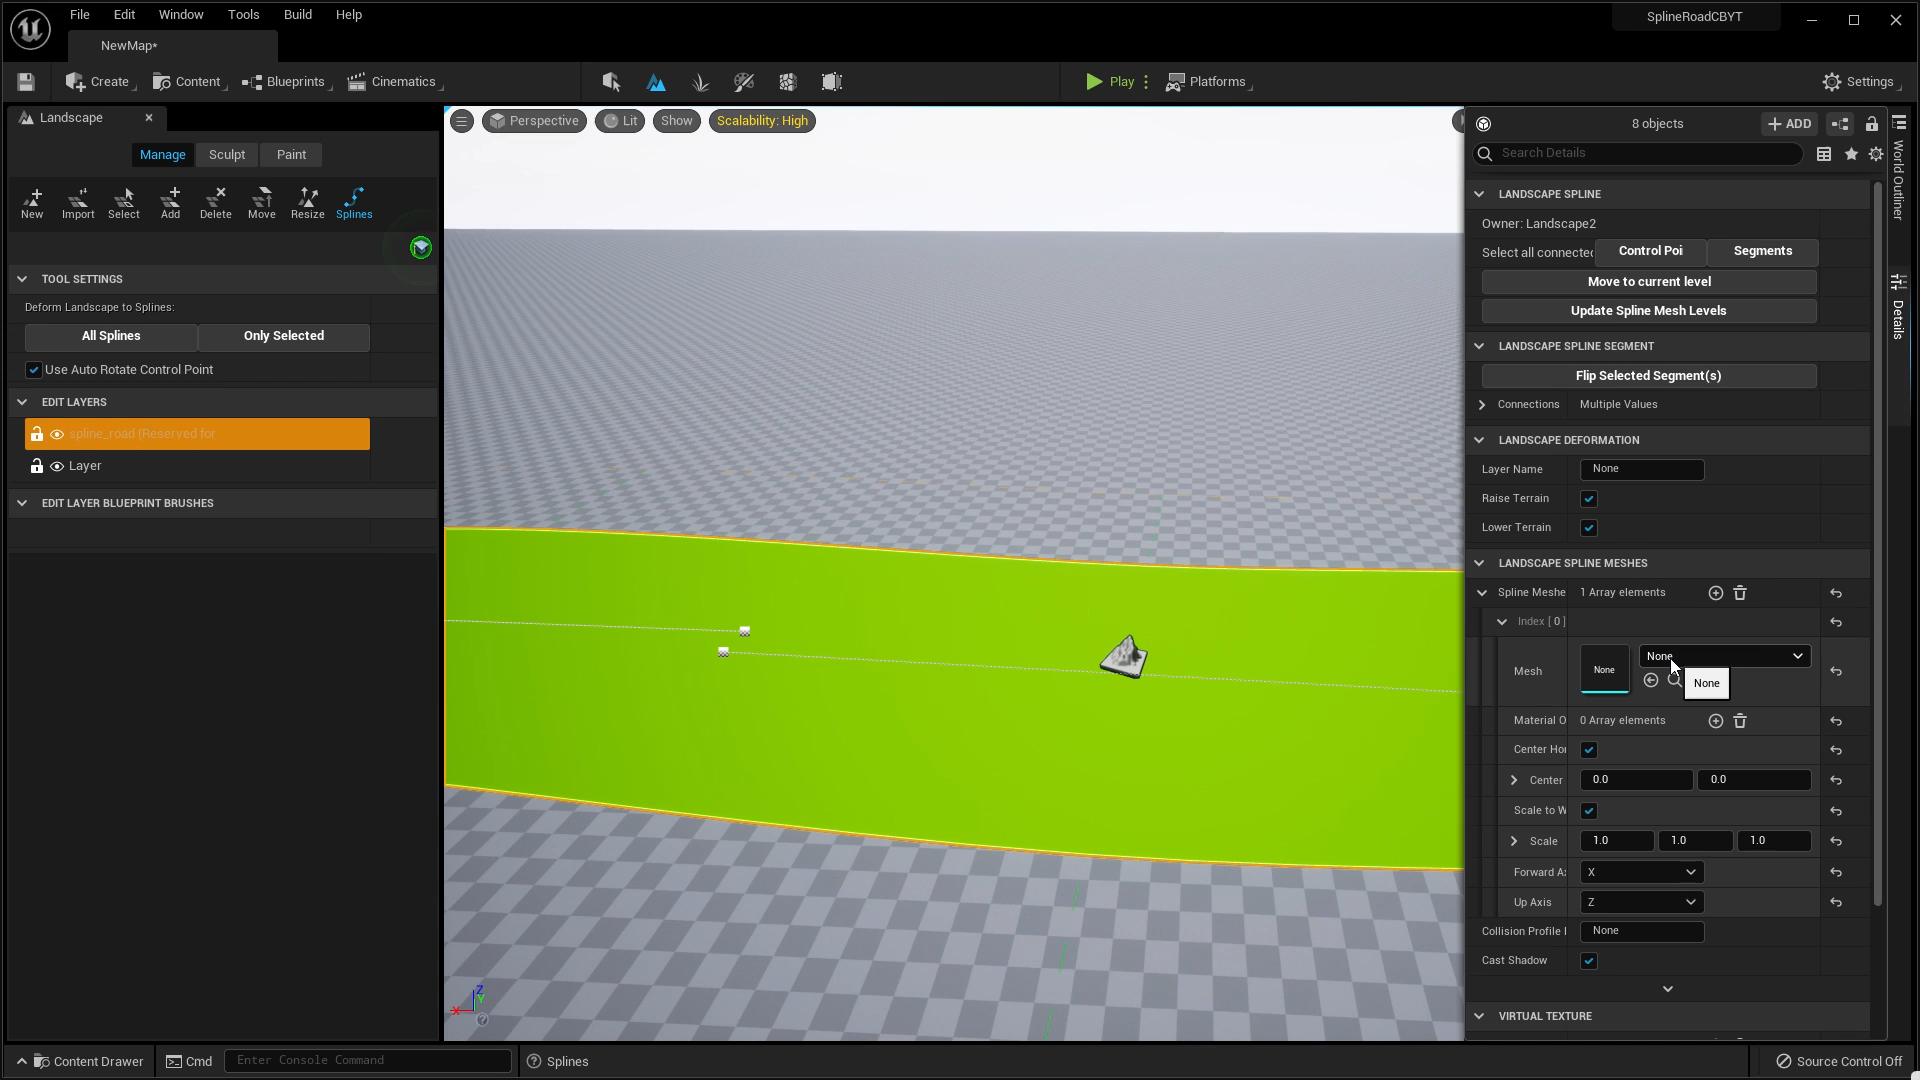 File Edit Window Tools Build Help
SplineRoadCBYT
NewMap*
Create Content Blueprints Cinematics Play Platforms Settings
Landscape
Manage Sculpt Paint
New Import Select Add Delete Move Resize Splines
TOOL SETTINGS
Deform Landscape to Splines:
All Splines Only Selected
Use Auto Rotate Control Point
EDIT LAYERS
spline_road (Reserved for
Layer
EDIT LAYER BLUEPRINT BRUSHES
Perspective Lit Show Scalability: High
Z
Y
X
?
8 objects ADD
Search Details
LANDSCAPE SPLINE
Owner: Landscape2
Select all connected Control Poi Segments
Move to current level
Update Spline Mesh Levels
LANDSCAPE SPLINE SEGMENT
Flip Selected Segment(s)
Connections Multiple Values
LANDSCAPE DEFORMATION
Layer Name None
Raise Terrain
Lower Terrain
LANDSCAPE SPLINE MESHES
Spline Meshe 1 Array elements
Index [ 0 ]
Mesh None None
None
Material O 0 Array elements
Center Hor
Center 0.0 0.0
Scale to W
Scale 1.0 1.0 1.0
Forward Ax X
Up Axis Z
Collision Profile None
Cast Shadow
VIRTUAL TEXTURE
World Outliner
Details
Content Drawer Cmd Enter Console Command Splines Source Control Off